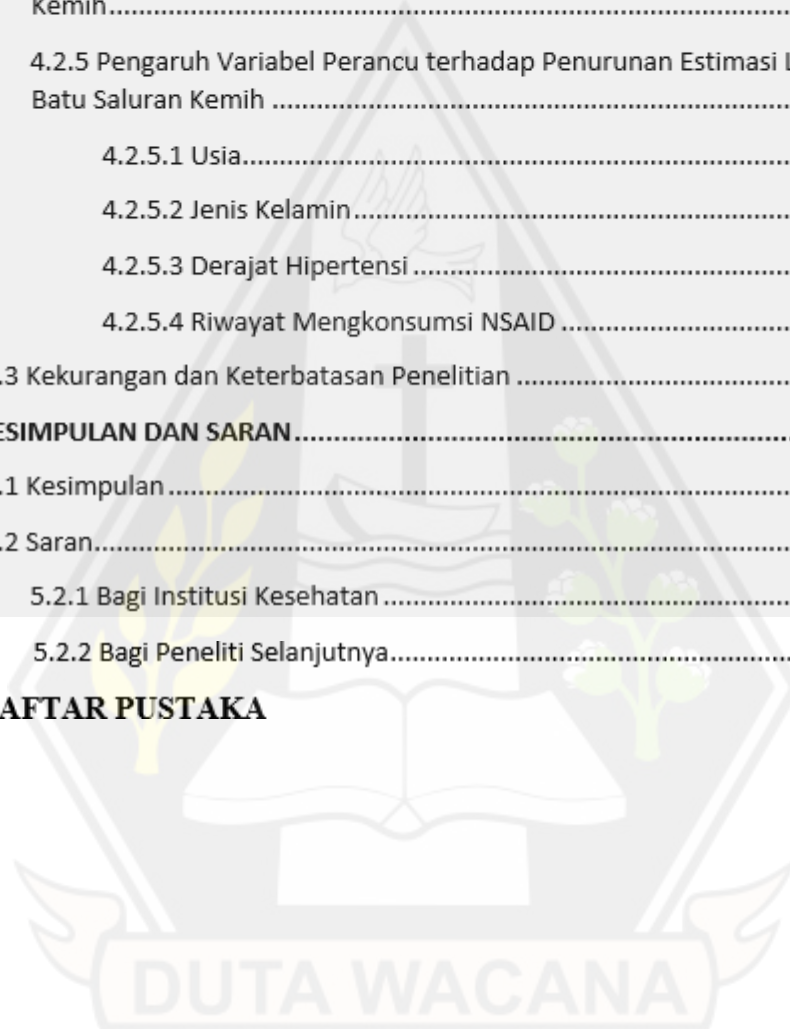 Kemih....................................................................................................
4.2.5 Pengaruh Variabel Perancu terhadap Penurunan Estimasi
Batu Saluran Kemih ........................................................................
4.2.5.1 Usia............................................................................
4.2.5.2 Jenis Kelamin............................................................
4.2.5.3 Derajat Hipertensi....................................................
4.2.5.4 Riwayat Mengkonsumsi NSAID ................................
.3 Kekurangan dan Keterbatasan Penelitian ......................................
ESIMPULAN DAN SARAN....................................................................
.1 Kesimpulan......................................................................................
.2 Saran................................................................................................
5.2.1 Bagi Institusi Kesehatan..........................................................
5.2.2 Bagi Peneliti Selanjutnya.........................................................
AFTAR PUSTAKA
DUTA WACANA